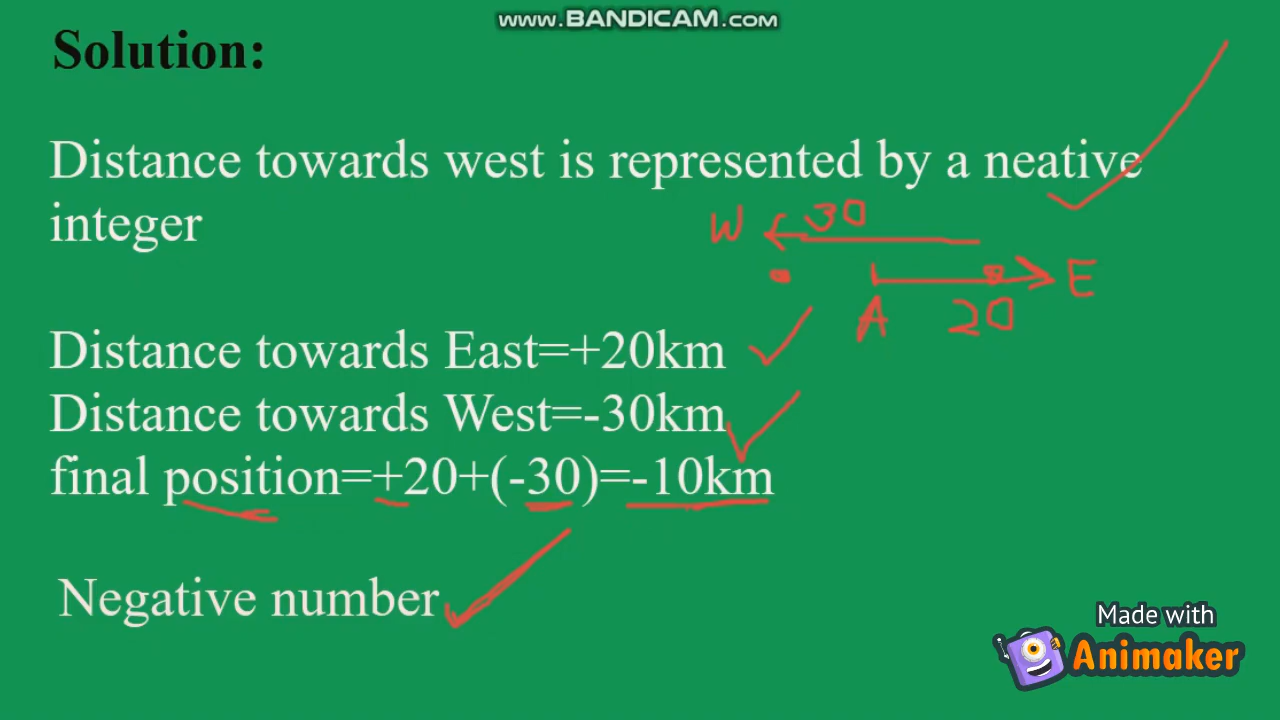 www.BANDICAM.com
Solution:
Distance towards west is represented by a neative
integer
W 30
A 20 E
Distance towards East=+20km
Distance towards West=-30km
final position=+20+(-30)=-10km
Negative number
Made with
Animaker